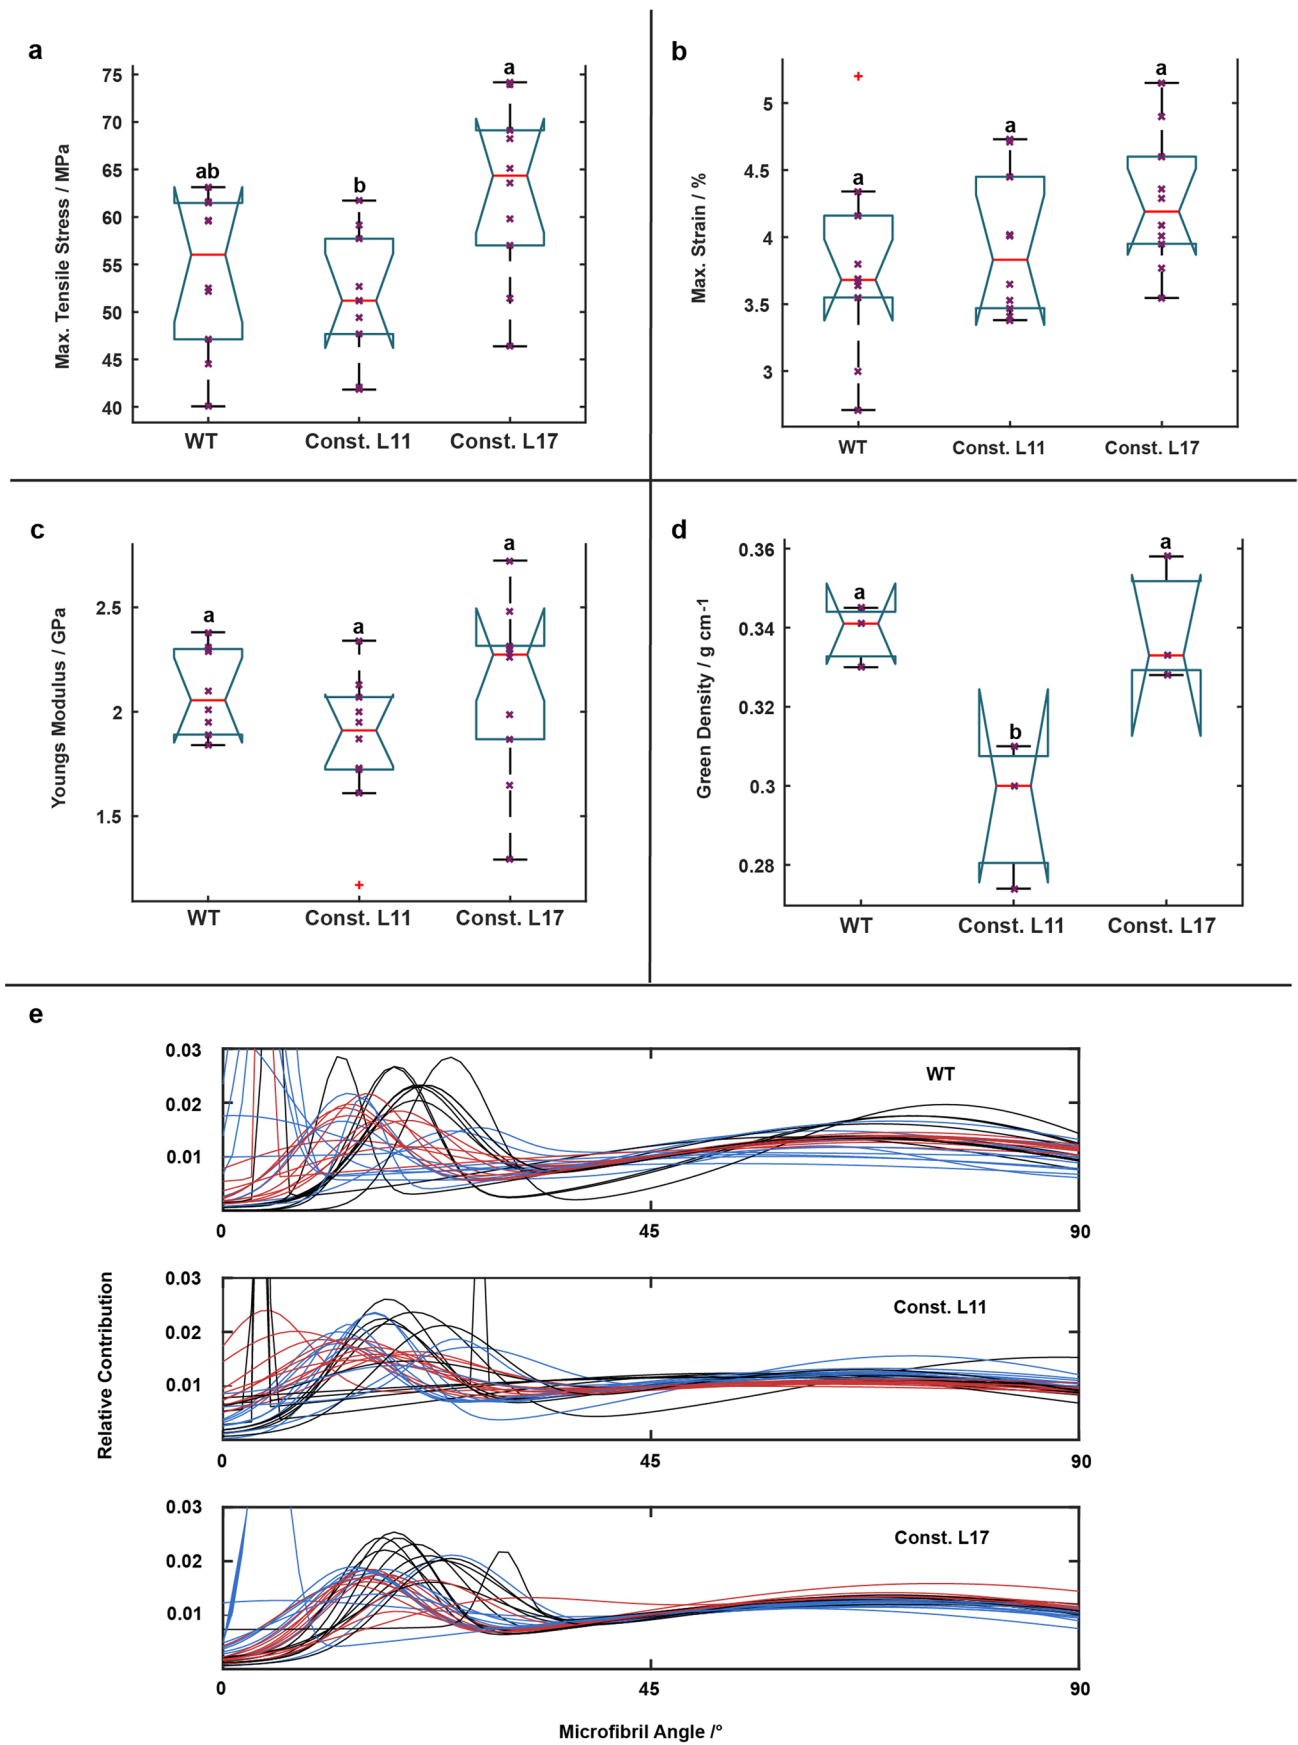 a
Max. Tensile Stress / MPa
75
70
65
60
55
50
45
40
ab
b
a
WT
Const. L11
Const. L17
b
Max. Strain / %
5
4.5
4
3.5
3
a
a
a
WT
Const. L11
Const. L17
c
Youngs Modulus / GPa
2.5
2
1.5
a
a
a
WT
Const. L11
Const. L17
d
Green Density / g cm-1
0.36
0.34
0.32
0.3
0.28
a
b
a
WT
Const. L11
Const. L17
e
Relative Contribution
0.03
0.02
0.01
WT
0
45
90
0.03
0.02
0.01
Const. L11
0
45
90
0.03
0.02
0.01
Const. L17
0
45
90
Microfibril Angle /°